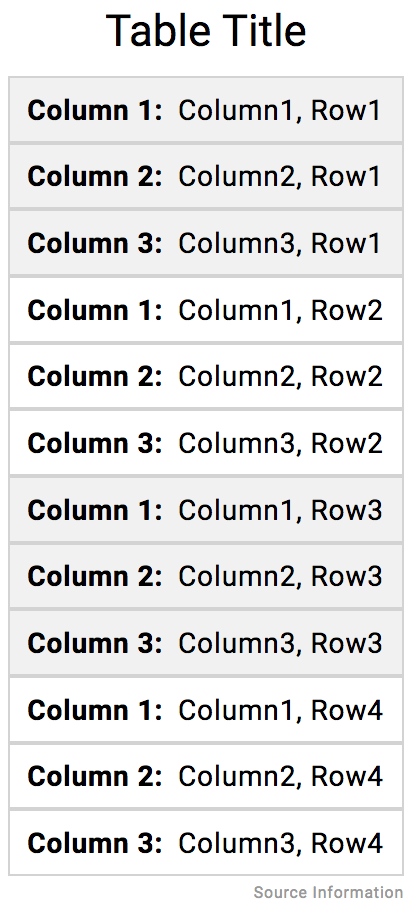 Table Title
Column 1: Column1, Row1
Column 2: Column2, Row1
Column 3: Column3, Row1
Column 1: Column1, Row2
Column 2: Column2, Row2
Column 3: Column3, Row2
Column 1: Column1, Row3
Column 2: Column2, Row3
Column 3: Column3, Row3
Column 1: Column1, Row4
Column 2: Column2, Row4
Column 3: Column3, Row4
Source Information